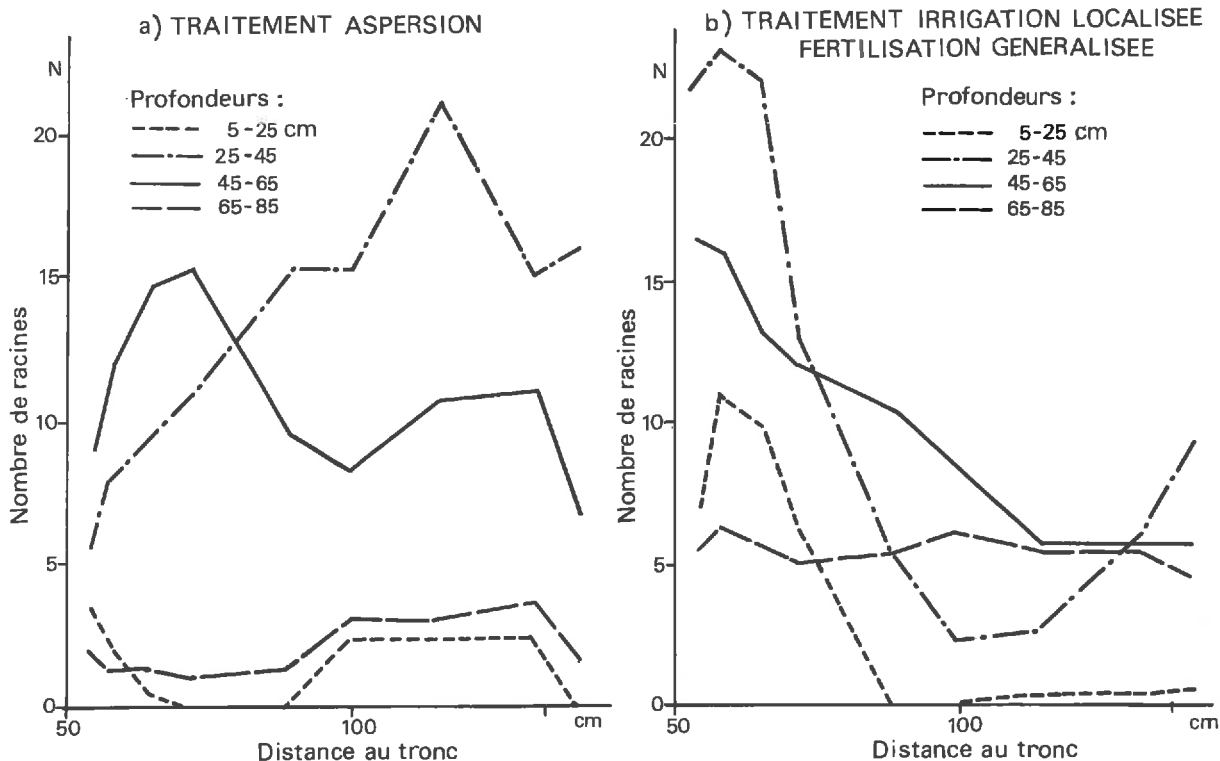 a) TRAITEMENT ASPERSION
N
Profondeurs :
5-25 cm
25-45
45-65
65-85
20
15
10
5
0
Nombre de racines
50
100
cm
Distance au tronc
b) TRAITEMENT IRRIGATION LOCALISEE
FERTILISATION GENERALISEE
N
Profondeurs :
5-25 cm
25-45
45-65
65-85
20
15
10
5
0
Nombre de racines
50
100
cm
Distance au tronc